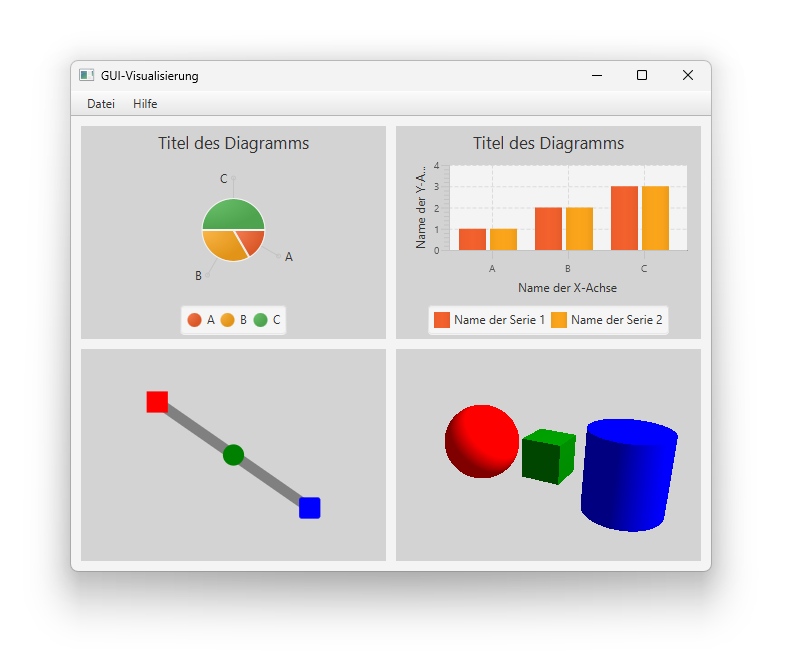 GUI-Visualisierung
Datei Hilfe
Titel des Diagramms
C
A
B
A B C
Titel des Diagramms
Name der Y-A...
4
3
2
1
0
A B C
Name der X-Achse
Name der Serie 1 Name der Serie 2